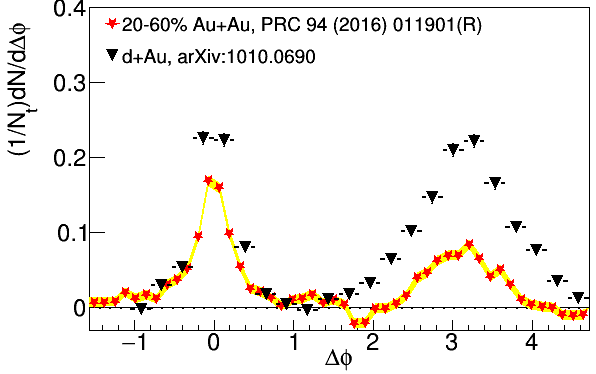 0.4
20-60% Au+Au, PRC 94 (2016) 011901(R)
d+Au, arXiv:1010.0690
(1/Nt)dN/dΔϕ
0.3
0.2
0.1
0
−1 0 1 2 3 4
Δϕ